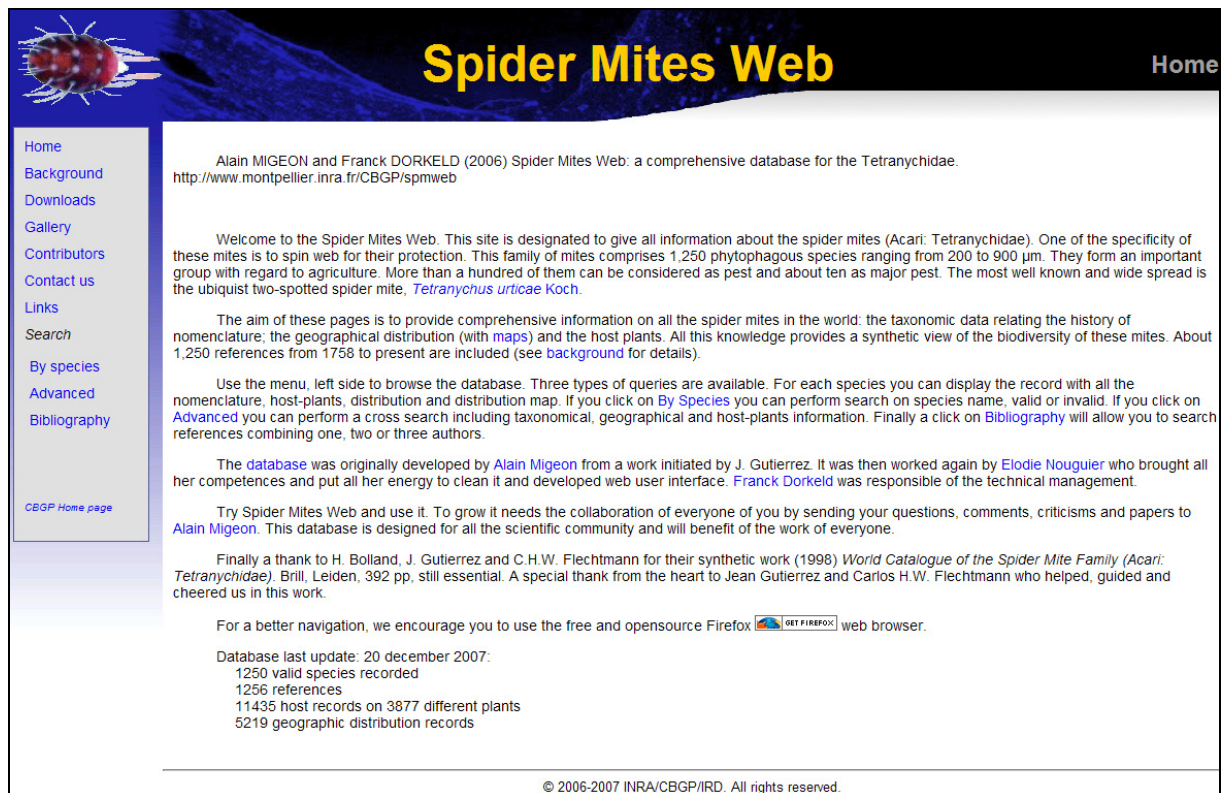 Spider Mites Web
Home
Home
Background
Downloads
Gallery
Contributors
Contact us
Links
Search
By species
Advanced
Bibliography
CBGP Home page
Alain MIGEON and Franck DORKELD (2006) Spider Mites Web: a comprehensive database for the Tetranychidae.
http://www.montpellier.inra.fr/CBGP/spmweb
Welcome to the Spider Mites Web. This site is designated to give all information about the spider mites (Acari: Tetranychidae). One of the specificity of
these mites is to spin web for their protection. This family of mites comprises 1,250 phytophagous species ranging from 200 to 900 µm. They form an important
group with regard to agriculture. More than a hundred of them can be considered as pest and about ten as major pest. The most well known and wide spread is
the ubiquist two-spotted spider mite, Tetranychus urticae Koch.
The aim of these pages is to provide comprehensive information on all the spider mites in the world: the taxonomic data relating the history of
nomenclature; the geographical distribution (with maps) and the host plants. All this knowledge provides a synthetic view of the biodiversity of these mites. About
1,250 references from 1758 to present are included (see background for details).
Use the menu, left side to browse the database. Three types of queries are available. For each species you can display the record with all the
nomenclature, host-plants, distribution and distribution map. If you click on By Species you can perform search on species name, valid or invalid. If you click on
Advanced you can perform a cross search including taxonomical, geographical and host-plants information. Finally a click on Bibliography will allow you to search
references combining one, two or three authors.
The database was originally developed by Alain Migeon from a work initiated by J. Gutierrez. It was then worked again by Elodie Nouguier who brought all
her competences and put all her energy to clean it and developed web user interface. Franck Dorkeld was responsible of the technical management.
Try Spider Mites Web and use it. To grow it needs the collaboration of everyone of you by sending your questions, comments, criticisms and papers to
Alain Migeon. This database is designed for all the scientific community and will benefit of the work of everyone.
Finally a thank to H. Bolland, J. Gutierrez and C.H.W. Flechtmann for their synthetic work (1998) World Catalogue of the Spider Mite Family (Acari:
Tetranychidae). Brill, Leiden, 392 pp, still essential. A special thank from the heart to Jean Gutierrez and Carlos H.W. Flechtmann who helped, guided and
cheered us in this work.
For a better navigation, we encourage you to use the free and opensource Firefox GET FIREFOX web browser.
Database last update: 20 december 2007:
1250 valid species recorded
1256 references
11435 host records on 3877 different plants
5219 geographic distribution records
© 2006-2007 INRA/CBGP/IRD. All rights reserved.